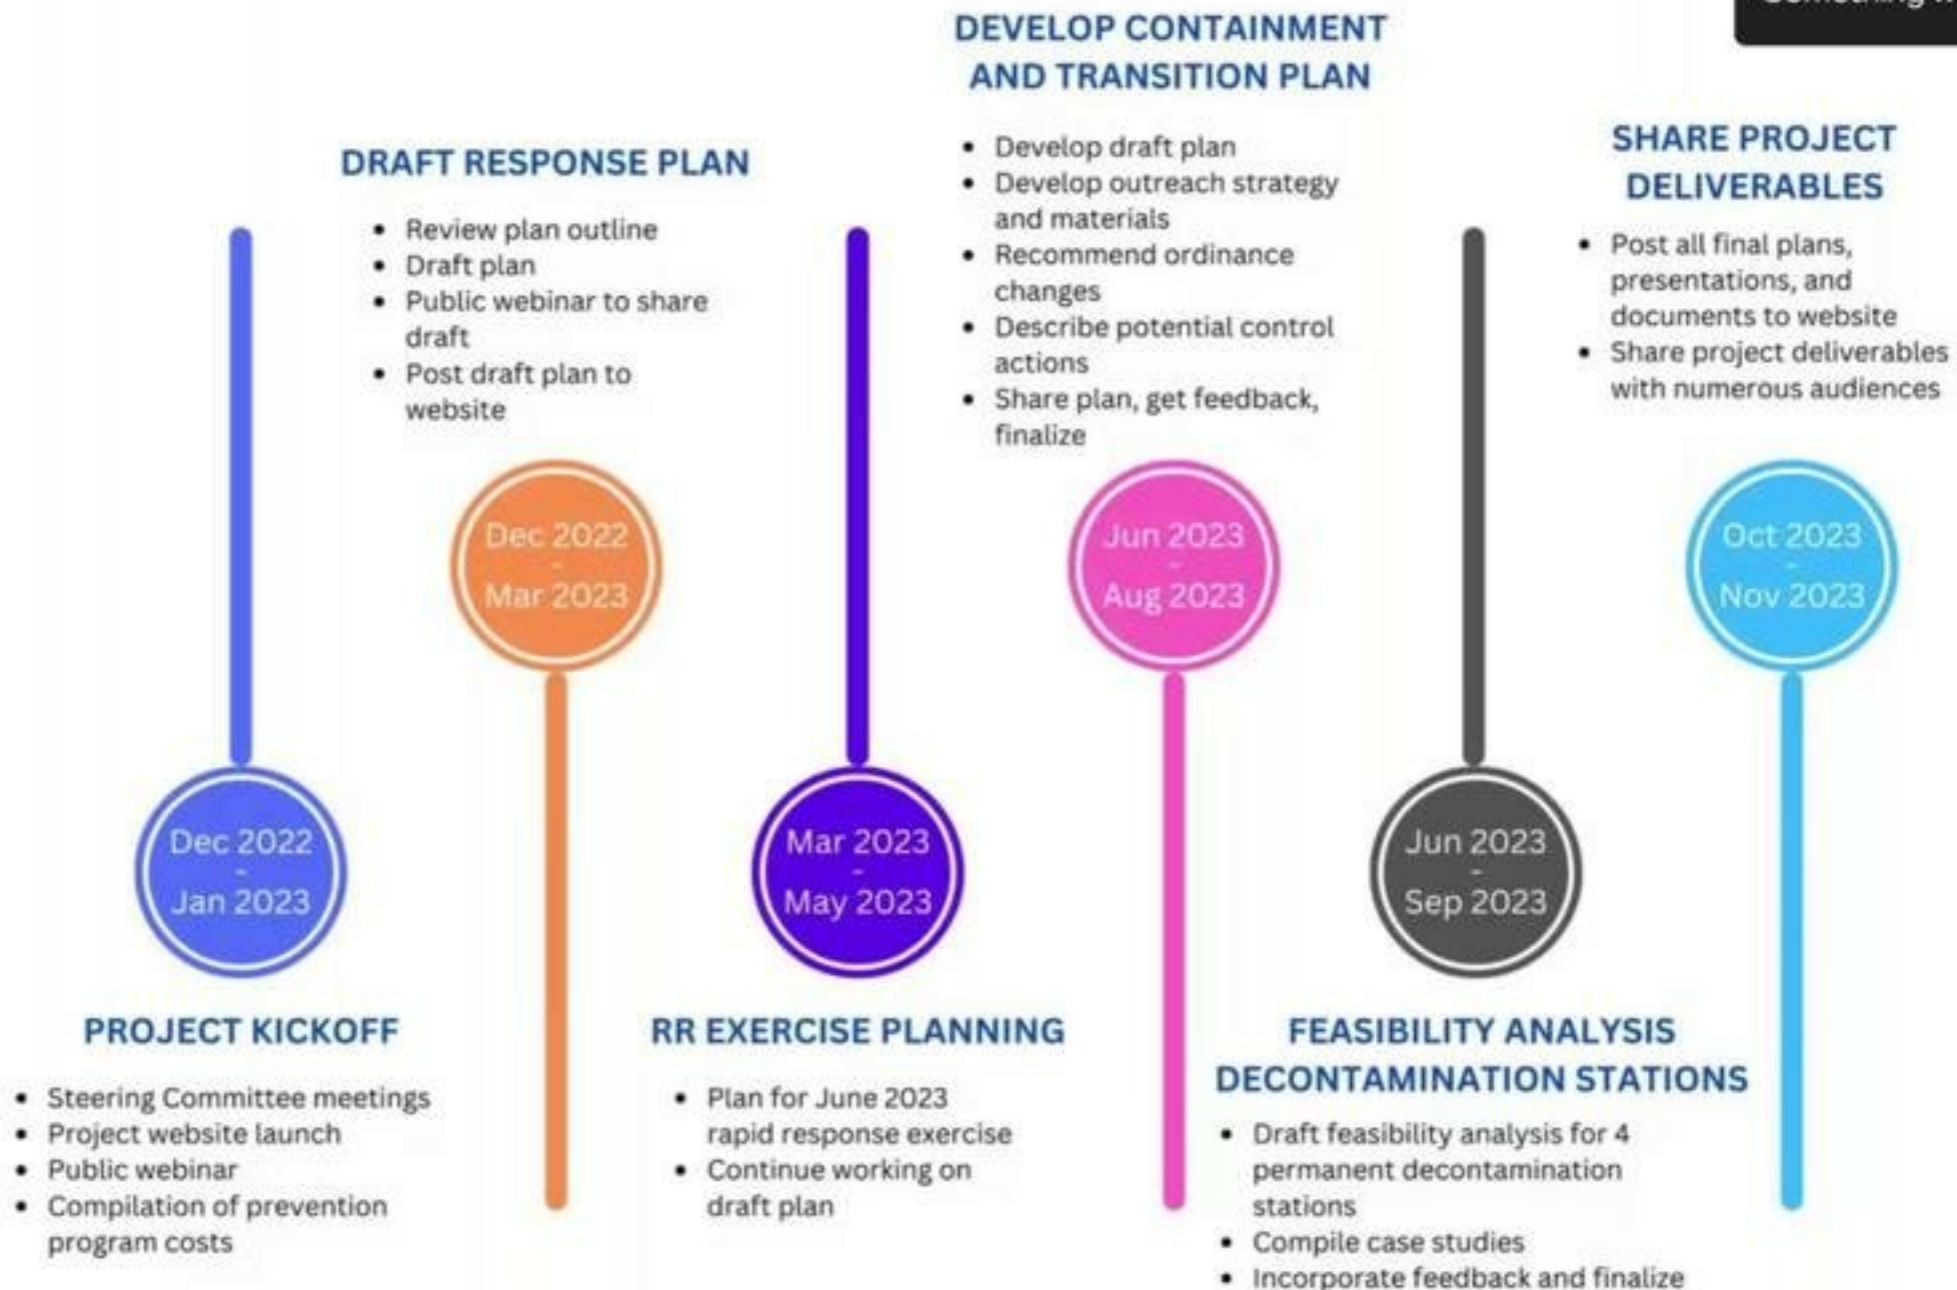 Something
DEVELOP CONTAINMENT
AND TRANSITION PLAN
• Develop draft plan
• Develop outreach strategy
and materials
• Recommend ordinance
changes
• Describe potential control
actions
• Share plan, get feedback,
finalize
DRAFT RESPONSE PLAN
• Review plan outline
• Draft plan
• Public webinar to share
draft
• Post draft plan to
website
SHARE PROJECT
DELIVERABLES
• Post all final plans,
presentations, and
documents to website
• Share project deliverables
with numerous audiences
Dec 2022
-
Mar 2023
Jun 2023
-
Aug 2023
Oct 2023
-
Nov 2023
Dec 2022
-
Jan 2023
Mar 2023
-
May 2023
Jun 2023
-
Sep 2023
PROJECT KICKOFF
• Steering Committee meetings
• Project website launch
• Public webinar
• Compilation of prevention
program costs
RR EXERCISE PLANNING
• Plan for June 2023
rapid response exercise
• Continue working on
draft plan
FEASIBILITY ANALYSIS
DECONTAMINATION STATIONS
• Draft feasibility analysis for 4
permanent decontamination
stations
• Compile case studies
• Incorporate feedback and finalize